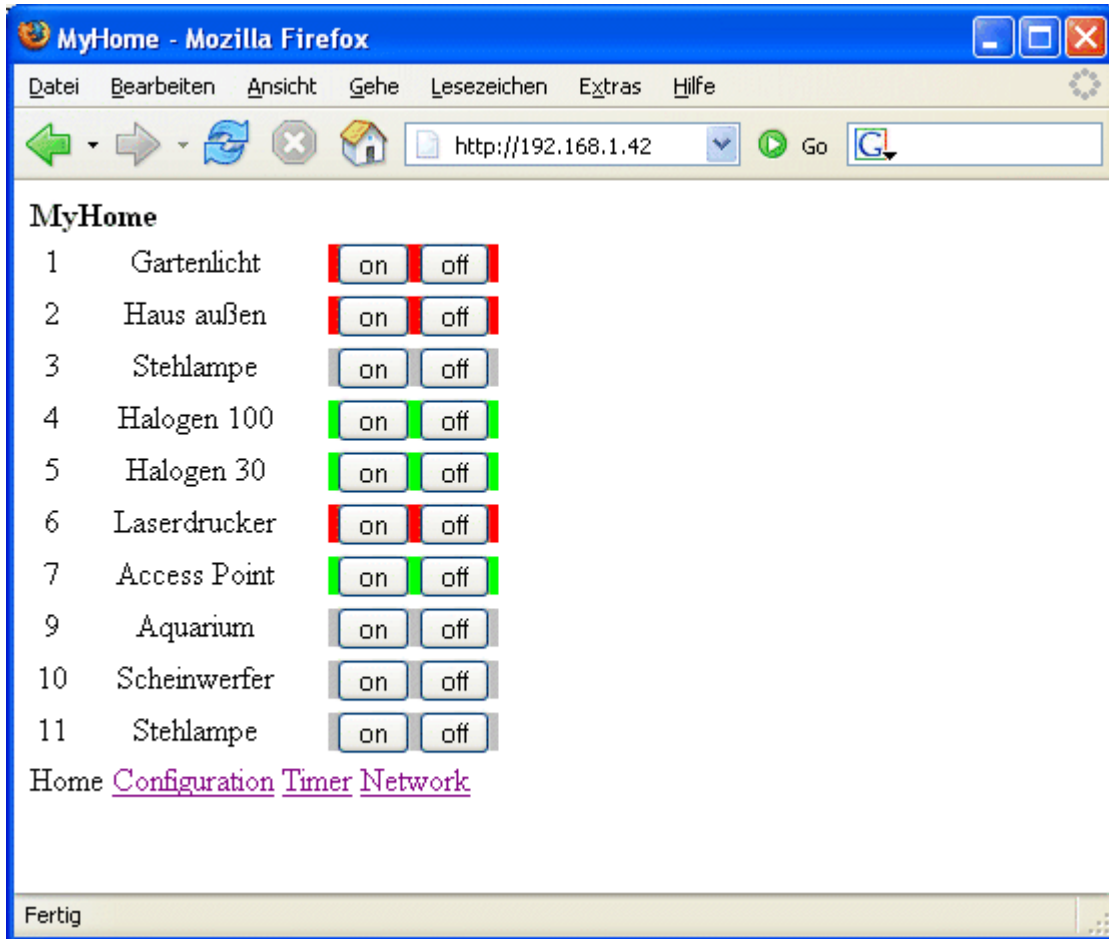 MyHome - Mozilla Firefox
Datei Bearbeiten Ansicht Gehe Lesezeichen Extras Hilfe
http://192.168.1.42 Go G
MyHome
1 Gartenlicht on off
2 Haus außen on off
3 Stehlampe on off
4 Halogen 100 on off
5 Halogen 30 on off
6 Laserdrucker on off
7 Access Point on off
9 Aquarium on off
10 Scheinwerfer on off
11 Stehlampe on off
Home Configuration Timer Network
Fertig